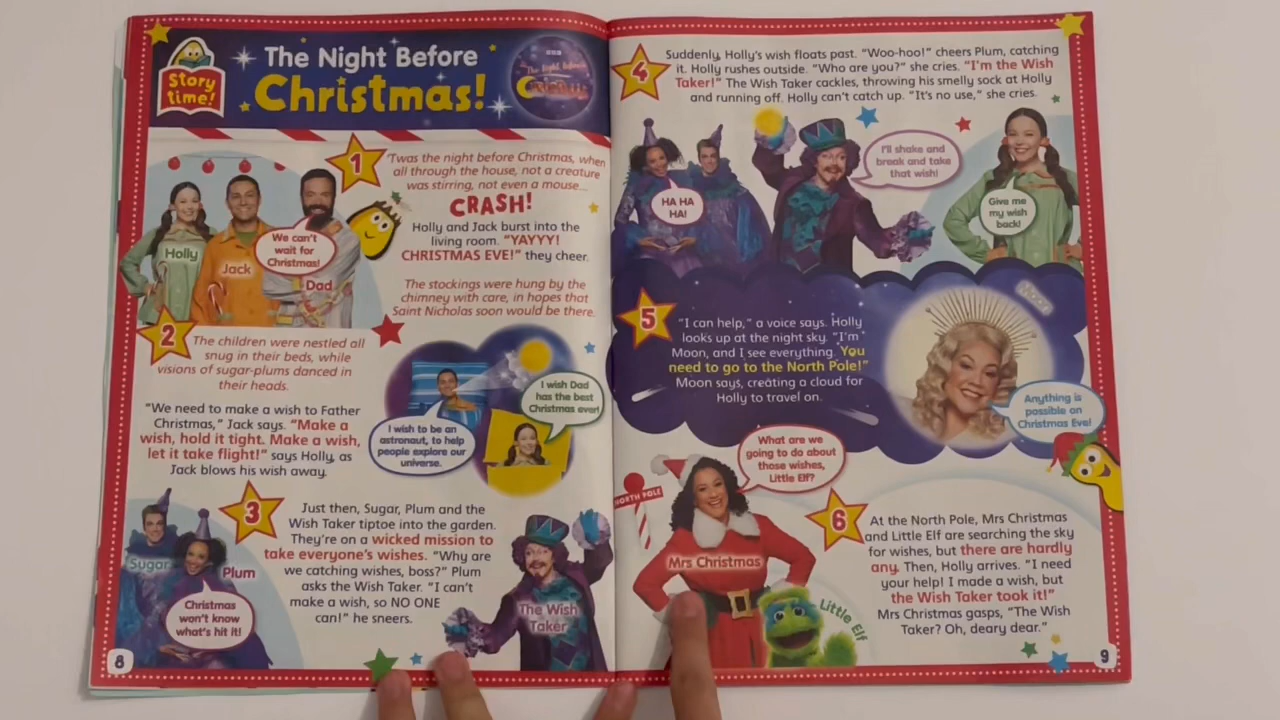 Story
time!
The Night Before
Christmas!
BBC
The Night Before
Christmas
1
'Twas the night before Christmas, when
all through the house, not a creature
was stirring, not even a mouse...
CRASH!
Holly and Jack burst into the
living room. "YAYYY!
CHRISTMAS EVE!" they cheer.
The stockings were hung by the
chimney with care, in hopes that
Saint Nicholas soon would be there.
We can't
wait for
Christmas!
Holly
Jack
Dad
2
The children were nestled all
snug in their beds, while
visions of sugar-plums danced in
their heads.
"We need to make a wish to Father
Christmas," Jack says. "Make a
wish, hold it tight. Make a wish,
let it take flight!" says Holly, as
Jack blows his wish away.
I wish Dad
has the best
Christmas ever!
I wish to be an
astronaut, to help
people explore our
universe.
3
Just then, Sugar, Plum and the
Wish Taker tiptoe into the garden.
They're on a wicked mission to
take everyone's wishes. "Why are
we catching wishes, boss?" Plum
asks the Wish Taker. "I can't
make a wish, so NO ONE
can!" he sneers.
Sugar
Plum
Christmas
won't know
what's hit it!
The Wish
Taker
8
4
Suddenly, Holly's wish floats past. "Woo-hoo!" cheers Plum, catching
it. Holly rushes outside. "Who are you?" she cries. "I'm the Wish
Taker!" The Wish Taker cackles, throwing his smelly sock at Holly
and running off. Holly can't catch up. "It's no use," she cries.
HA HA
HA!
I'll shake and
break and take
that wish!
Give me
my wish
back!
5
"I can help," a voice says. Holly
looks up at the night sky. "I'm
Moon, and I see everything. You
need to go to the North Pole!"
Moon says, creating a cloud for
Holly to travel on.
Moon
Anything is
possible on
Christmas Eve!
What are we
going to do about
those wishes,
Little Elf?
NORTH POLE
Mrs Christmas
Little Elf
6
At the North Pole, Mrs Christmas
and Little Elf are searching the sky
for wishes, but there are hardly
any. Then, Holly arrives. "I need
your help! I made a wish, but
the Wish Taker took it!"
Mrs Christmas gasps, "The Wish
Taker? Oh, deary dear."
9